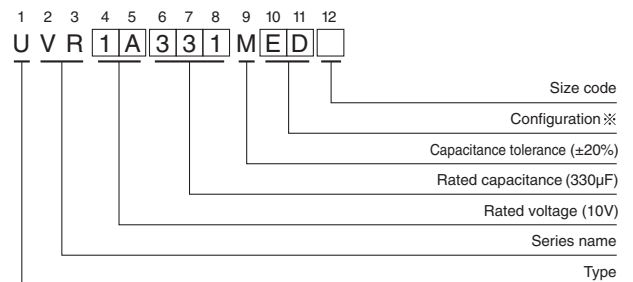 1 2 3 4 5 6 7 8 9 10 11 12
U V R 1 A 3 3 1 M E D
Size code
Configuration※
Capacitance tolerance (±20%)
Rated capacitance (330µF)
Rated voltage (10V)
Series name
Type